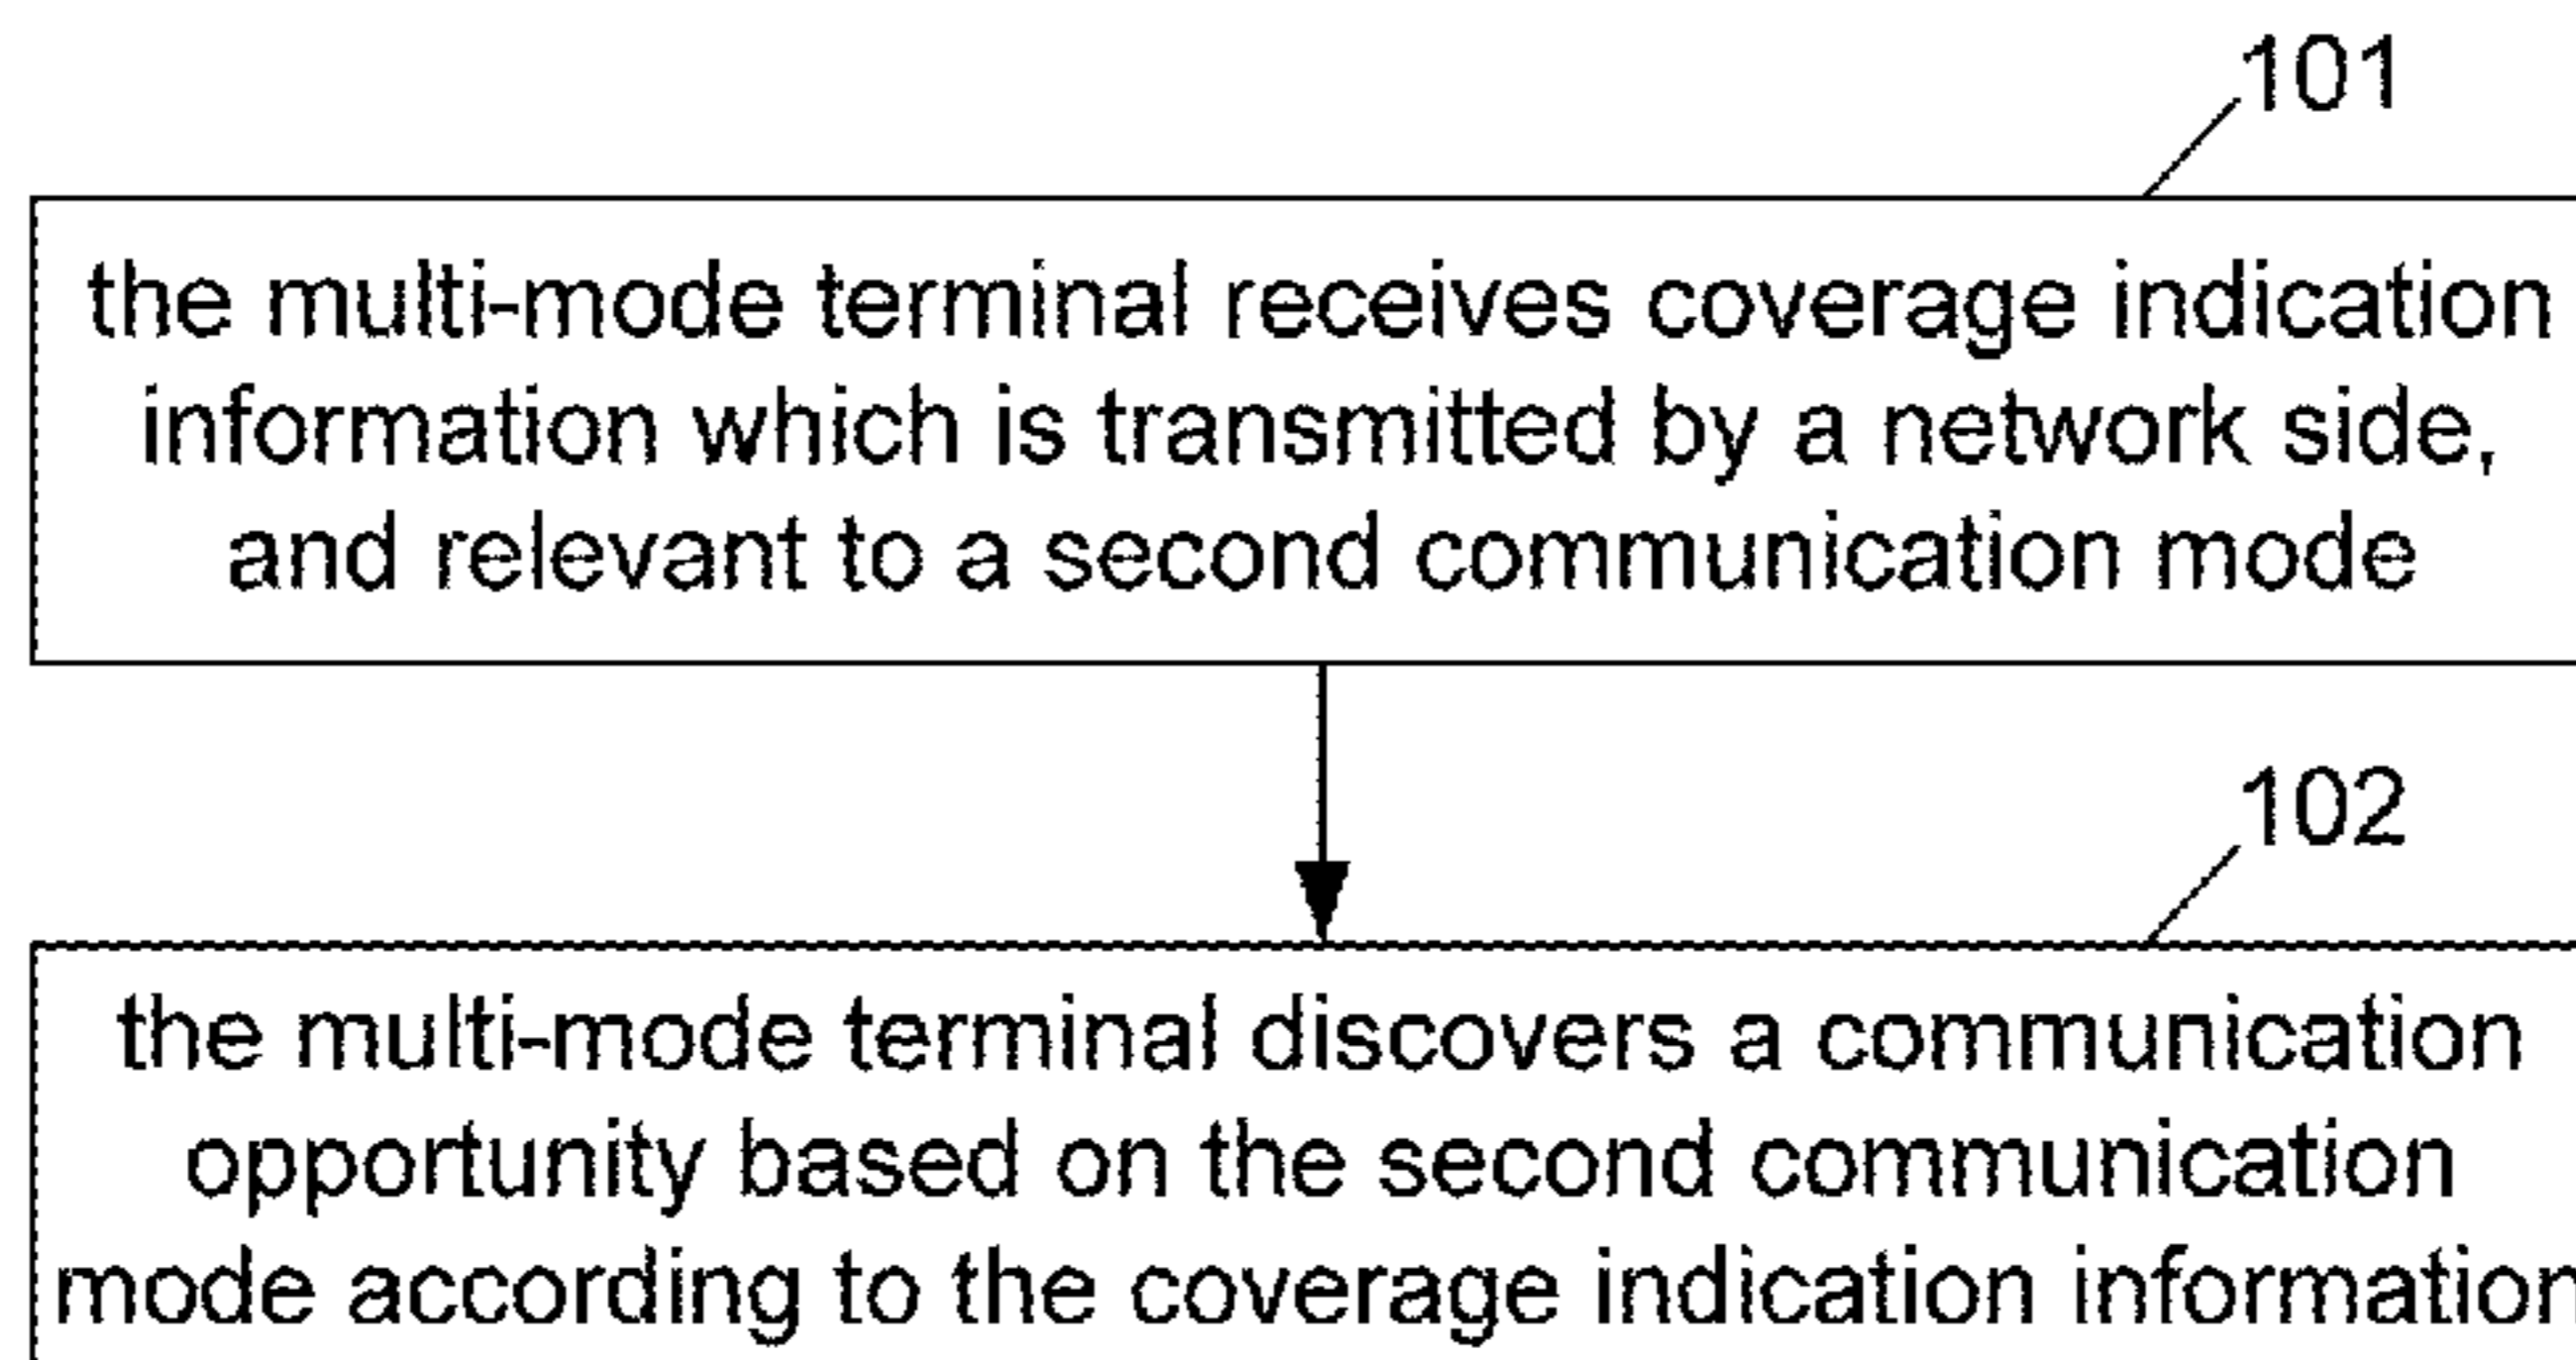 101
the multi-mode terminal receives coverage indication
information which is transmitted by a network side,
and relevant to a second communication mode
102
the multi-mode terminal discovers a communication
opportunity based on the second communication
mode according to the coverage indication information